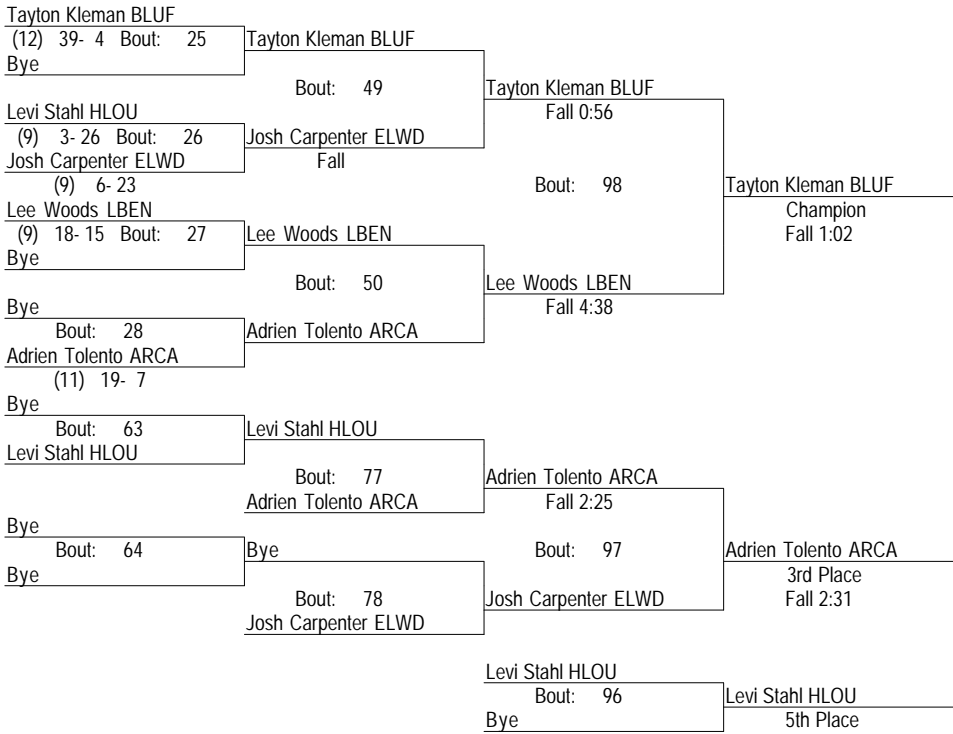 Tayton Kleman BLUF
(12) 39- 4 Bout: 25 Tayton Kleman BLUF
Bye
Bout: 49 Tayton Kleman BLUF
Levi Stahl HLOU Fall 0:56
(9) 3- 26 Bout: 26 Josh Carpenter ELWD
Josh Carpenter ELWD Fall
(9) 6- 23 Bout: 98 Tayton Kleman BLUF
Lee Woods LBEN Champion
(9) 18- 15 Bout: 27 Lee Woods LBEN Fall 1:02
Bye
Bout: 50 Lee Woods LBEN
Bye Fall 4:38
Bout: 28 Adrien Tolento ARCA
Adrien Tolento ARCA
(11) 19- 7
Bye
Bout: 63 Levi Stahl HLOU
Levi Stahl HLOU
Bout: 77 Adrien Tolento ARCA
Adrien Tolento ARCA Fall 2:25
Bye
Bout: 64 Bye Bout: 97 Adrien Tolento ARCA
Bye 3rd Place
Bout: 78 Josh Carpenter ELWD Fall 2:31
Josh Carpenter ELWD
Levi Stahl HLOU
Bout: 96 Levi Stahl HLOU
Bye 5th Place